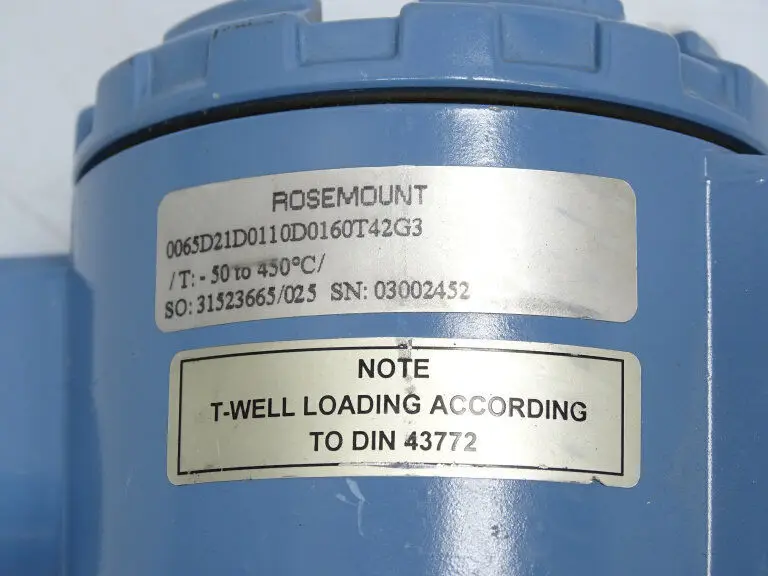 ROSEMOUNT
0065D21D0110D0160T42G3
/T: - 50 to 450°C/
SO: 31523665/025 SN: 03002452
NOTE
T-WELL LOADING ACCORDING
TO DIN 43772